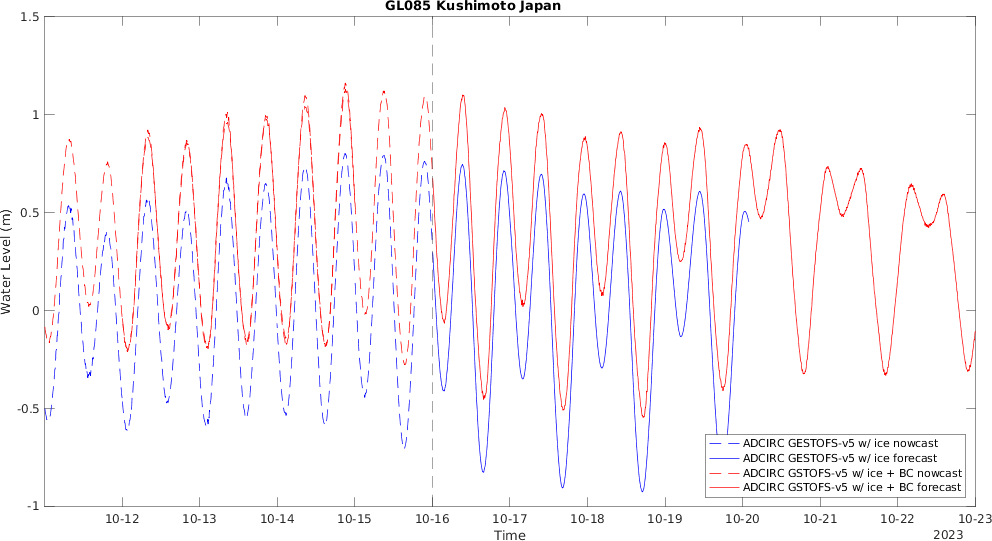 GL085 Kushimoto Japan
1.5
1
0.5
0
-0.5
-1
Water Level (m)
10-12 10-13 10-14 10-15 10-16 10-17 10-18 10-19 10-20 10-21 10-22 10-23
Time
2023
ADCIRC GESTOFS-v5 w/ ice nowcast
ADCIRC GESTOFS-v5 w/ ice forecast
ADCIRC GSTOFS-v5 w/ ice + BC nowcast
ADCIRC GSTOFS-v5 w/ ice + BC forecast